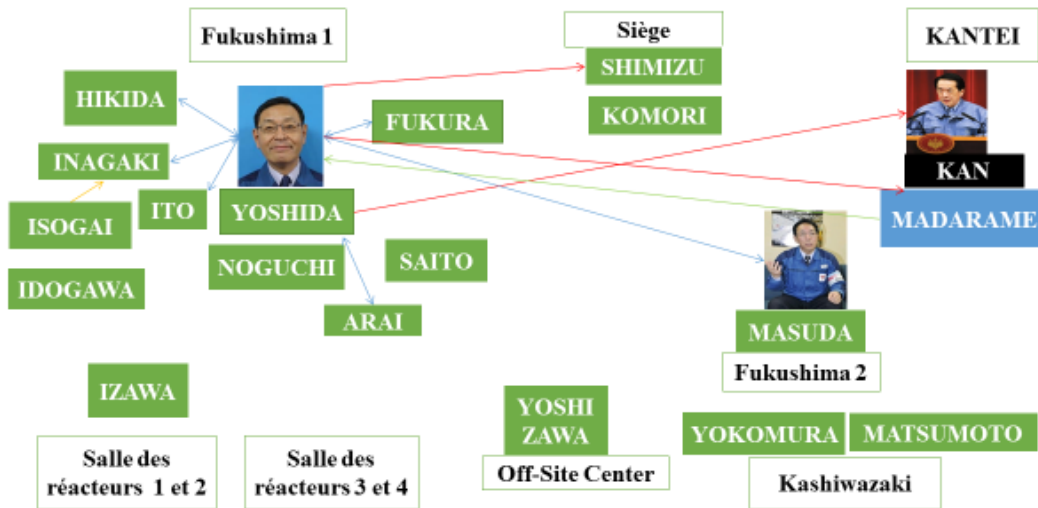 Fukushima 1
Siège
KANTEI
SHIMIZU
HIKIDA
KOMORI
FUKURA
INAGAKI
KAN
ITO
YOSHIDA
ISOGAI
MADARAME
NOGUCHI
SAITO
IDOGAWA
ARAI
MASUDA
Fukushima 2
IZAWA
YOSHI
ZAWA
YOKOMURA
MATSUMOTO
Salle des
réacteurs 1 et 2
Salle des
réacteurs 3 et 4
Off-Site Center
Kashiwazaki